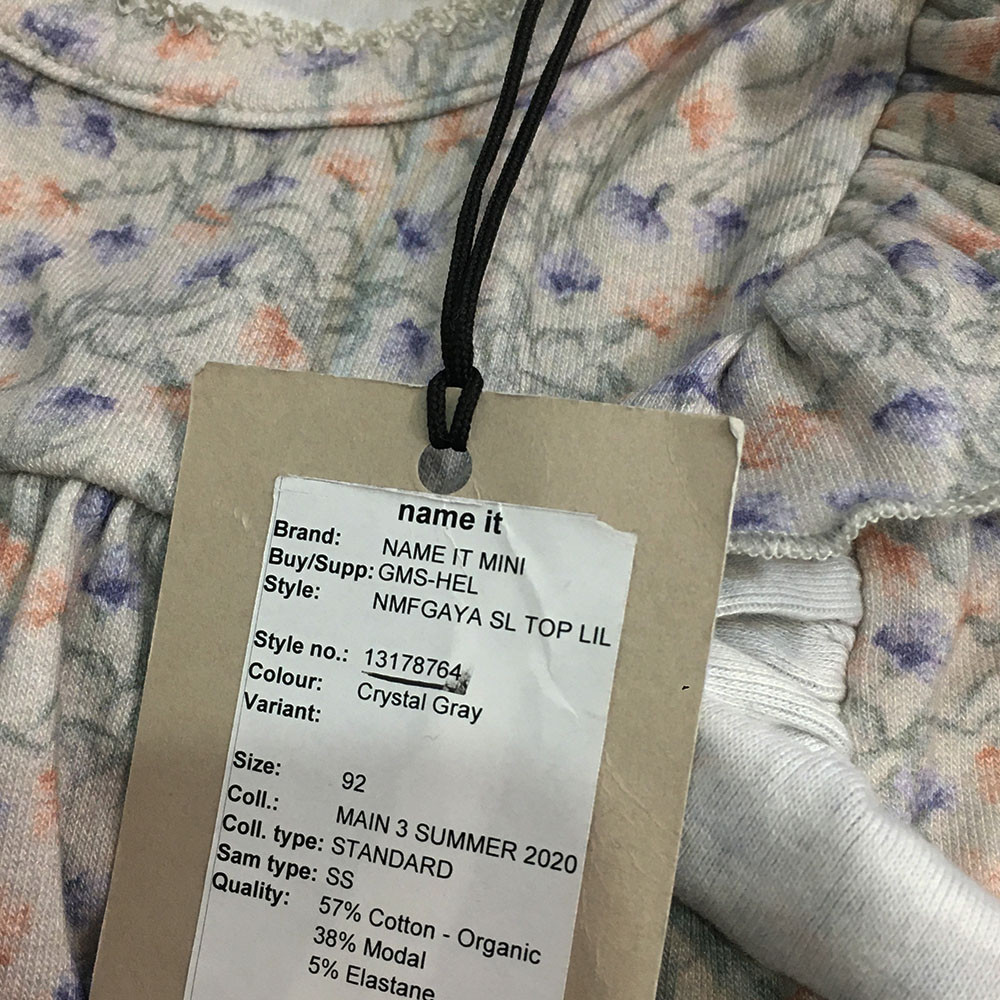 name it
Brand: NAME IT MINI
Buy/Supp: GMS-HEL
Style: NMFGAYA SL TOP LIL
Style no.: 13178764
Colour: Crystal Gray
Variant:
Size: 92
Coll.: MAIN 3 SUMMER 2020
Coll. type: STANDARD
Sam type: SS
Quality: 57% Cotton - Organic
38% Modal
5% Elastane